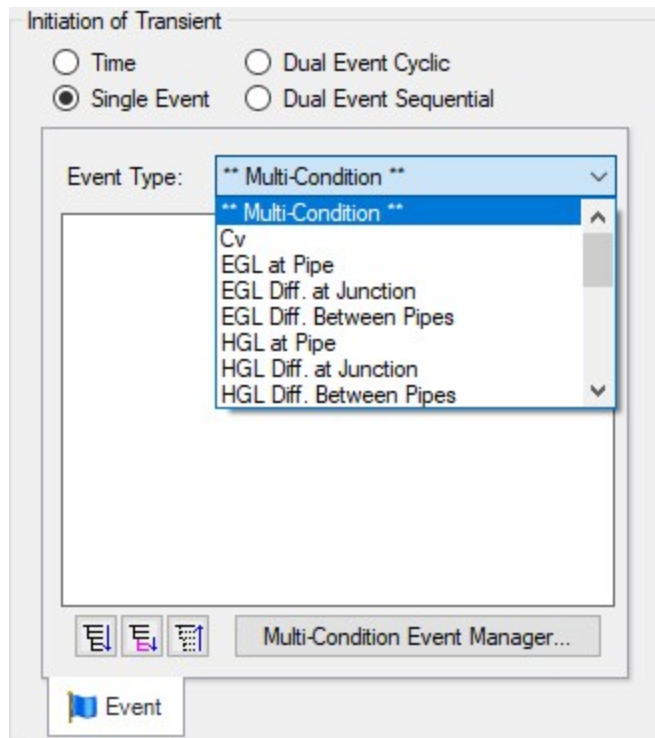 Initiation of Transient
Time Dual Event Cyclic
Single Event Dual Event Sequential
Event Type: ** Multi-Condition **
** Multi-Condition **
Cv
EGL at Pipe
EGL Diff. at Junction
EGL Diff. Between Pipes
HGL at Pipe
HGL Diff. at Junction
HGL Diff. Between Pipes
Multi-Condition Event Manager...
Event